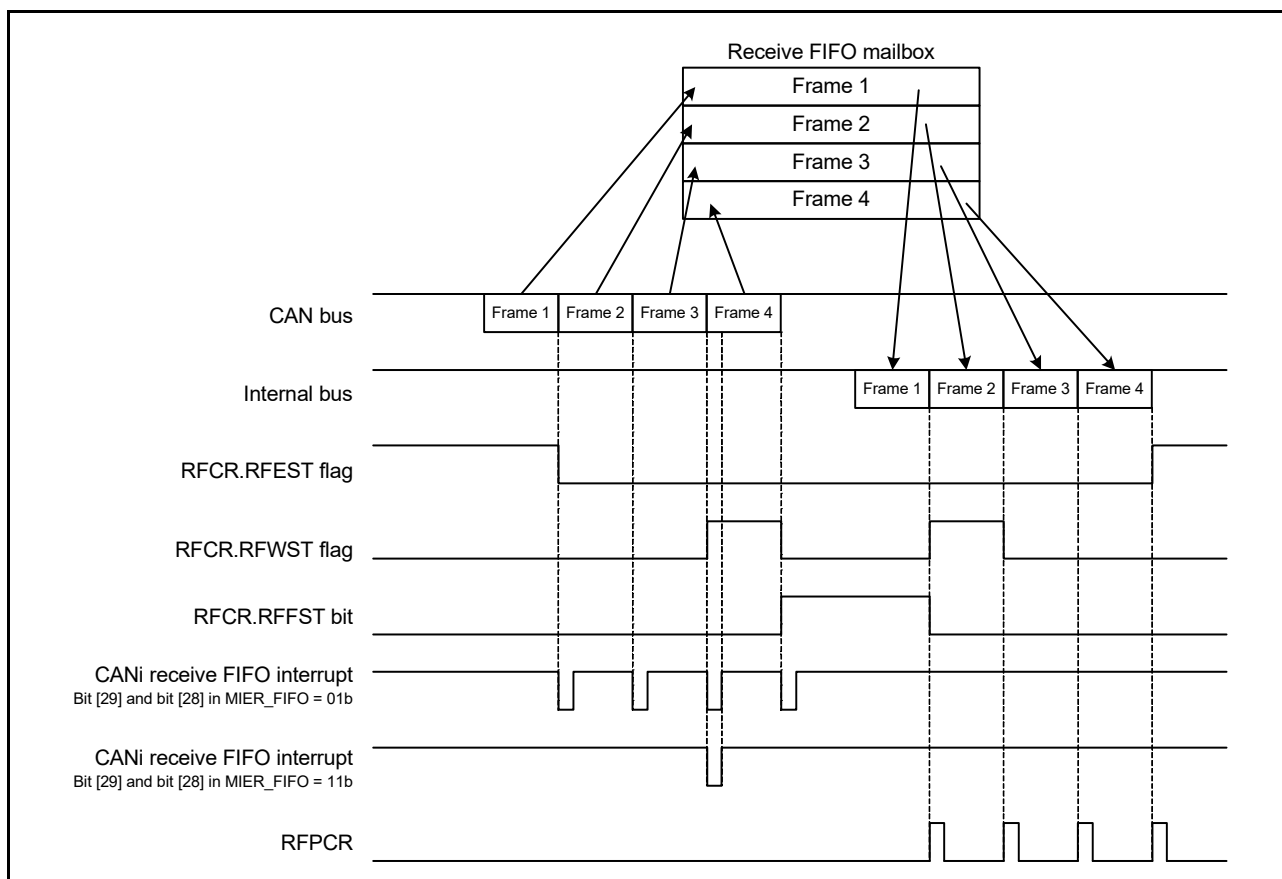 Receive FIFO mailbox
Frame 1
Frame 2
Frame 3
Frame 4
CAN bus
Frame 1 Frame 2 Frame 3 Frame 4
Internal bus
Frame 1 Frame 2 Frame 3 Frame 4
RFCR.RFEST flag
RFCR.RFWST flag
RFCR.RFFST bit
CANi receive FIFO interrupt
Bit [29] and bit [28] in MIER_FIFO = 01b
CANi receive FIFO interrupt
Bit [29] and bit [28] in MIER_FIFO = 11b
RFPCR